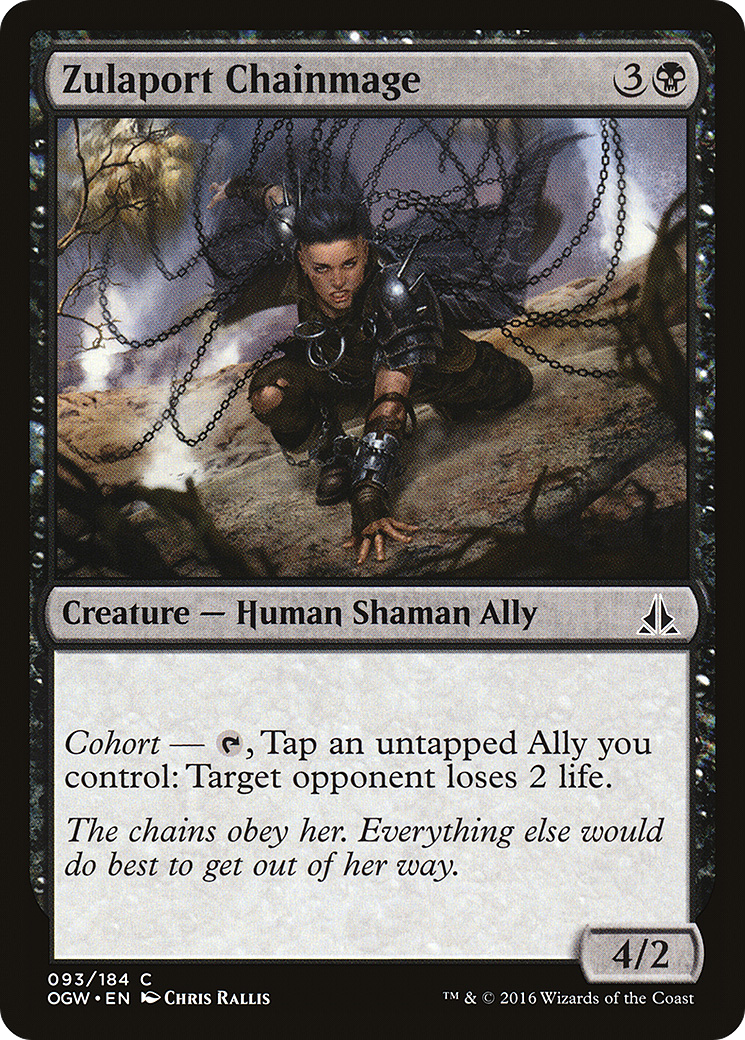 Zulaport Chainmage 3
Creature — Human Shaman Ally
Cohort — , Tap an untapped Ally you
control: Target opponent loses 2 life.
The chains obey her. Everything else would
do best to get out of her way.
4/2
093/184 C
OGW • EN Chris Rallis
™ & © 2016 Wizards of the Coast